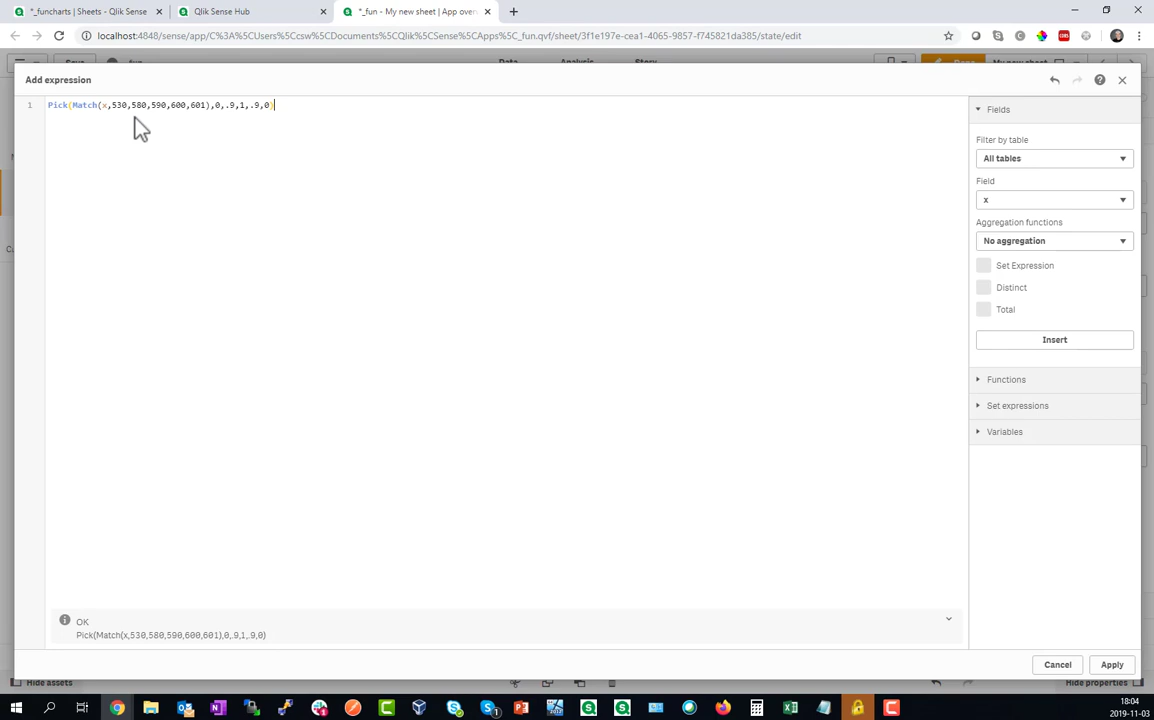 *_funcharts | Sheets - Qlik Sense
Qlik Sense Hub
*_fun - My new sheet | App over
localhost:4848/sense/app/C%3A%5CUsers%5Ccsw%5CDocuments%5CQlik%5CSense%5CApps%5C_fun.qvf/sheet/3f1e197e-cea1-4065-9857-f745821da385/state/edit
Add expression
1
Pick(Match(x,530,580,590,600,601),0,.9,1,.9,0)
Fields
Filter by table
All tables
Field
x
Aggregation functions
No aggregation
Set Expression
Distinct
Total
Insert
Functions
Set expressions
Variables
OK
Pick(Match(x,530,580,590,600,601),0,.9,1,.9,0)
Cancel
Apply
Hide assets
Hide properties
18:04
2019-11-03